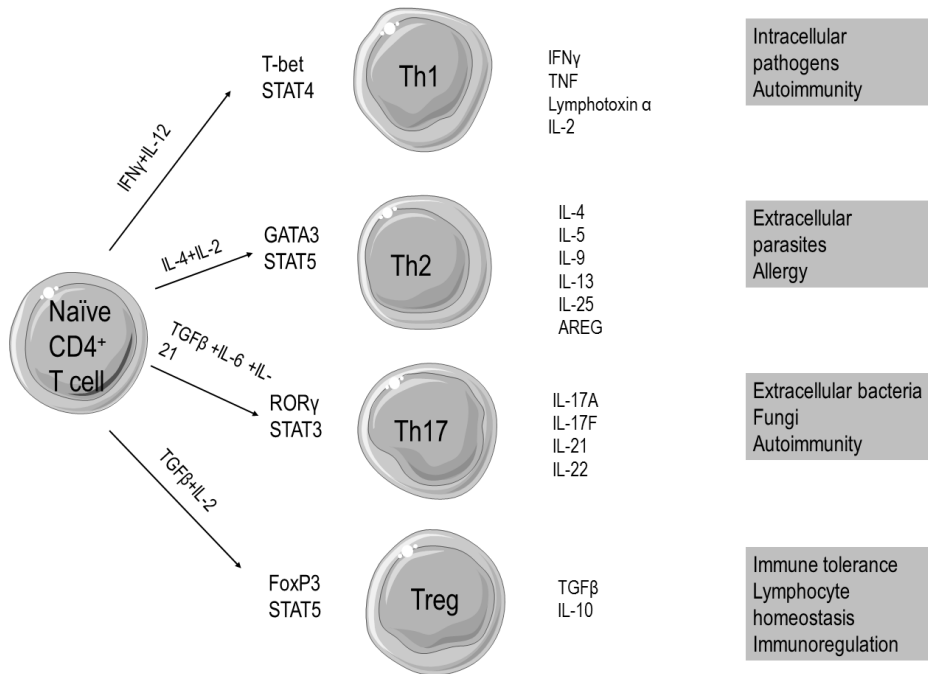 T-bet
STAT4
Th1
IFNγ
TNF
Lymphotoxin α
IL-2
Intracellular
pathogens
Autoimmunity
IFNγ+IL-12
GATA3
STAT5
Th2
IL-4
IL-5
IL-9
IL-13
IL-25
AREG
Extracellular
parasites
Allergy
IL-4+IL-2
Naïve
CD4⁺
T cell
TGFβ +IL-6 +IL-
21
RORγ
STAT3
Th17
IL-17A
IL-17F
IL-21
IL-22
Extracellular bacteria
Fungi
Autoimmunity
TGFβ+IL-2
FoxP3
STAT5
Treg
TGFβ
IL-10
Immune tolerance
Lymphocyte
homeostasis
Immunoregulation